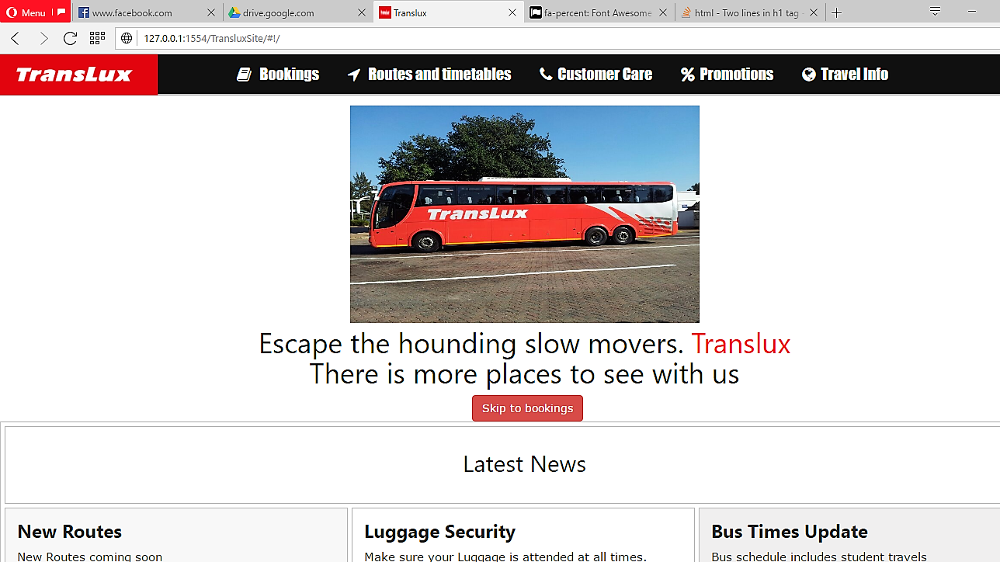 Menu
www.facebook.com
drive.google.com
Translux
fa-percent: Font Awesome
html - Two lines in h1 tag -
127.0.0.1:1554/TransluxSite/#!/
TRANSLUX
Bookings
Routes and timetables
Customer Care
Promotions
Travel Info
TRANSLUX
Escape the hounding slow movers. Translux
There is more places to see with us
Skip to bookings
Latest News
New Routes
New Routes coming soon
Luggage Security
Make sure your Luggage is attended at all times.
Bus Times Update
Bus schedule includes student travels